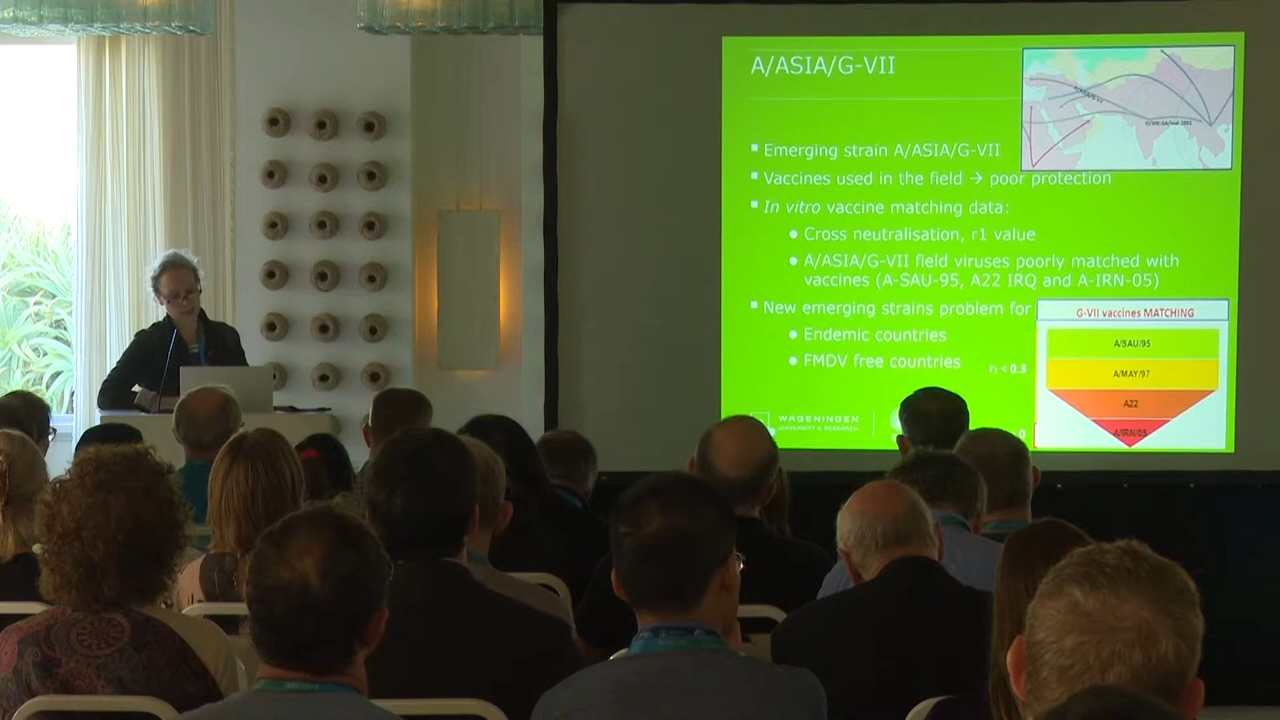 A/ASIA/G-VII
Emerging strain A/ASIA/G-VII
Vaccines used in the field → poor protection
In vitro vaccine matching data:
Cross neutralisation, r1 value
A/ASIA/G-VII field viruses poorly matched with
vaccines (A-SAU-95, A22 IRQ and A-IRN-05)
New emerging strains problem for
Endemic countries
FMDV free countries
r₁ < 0.3
G-VII vaccines MATCHING
A/SAU/95
A/MAY/97
A22
A/IRN/05
0
WAGENINGEN
UNIVERSITY & RESEARCH